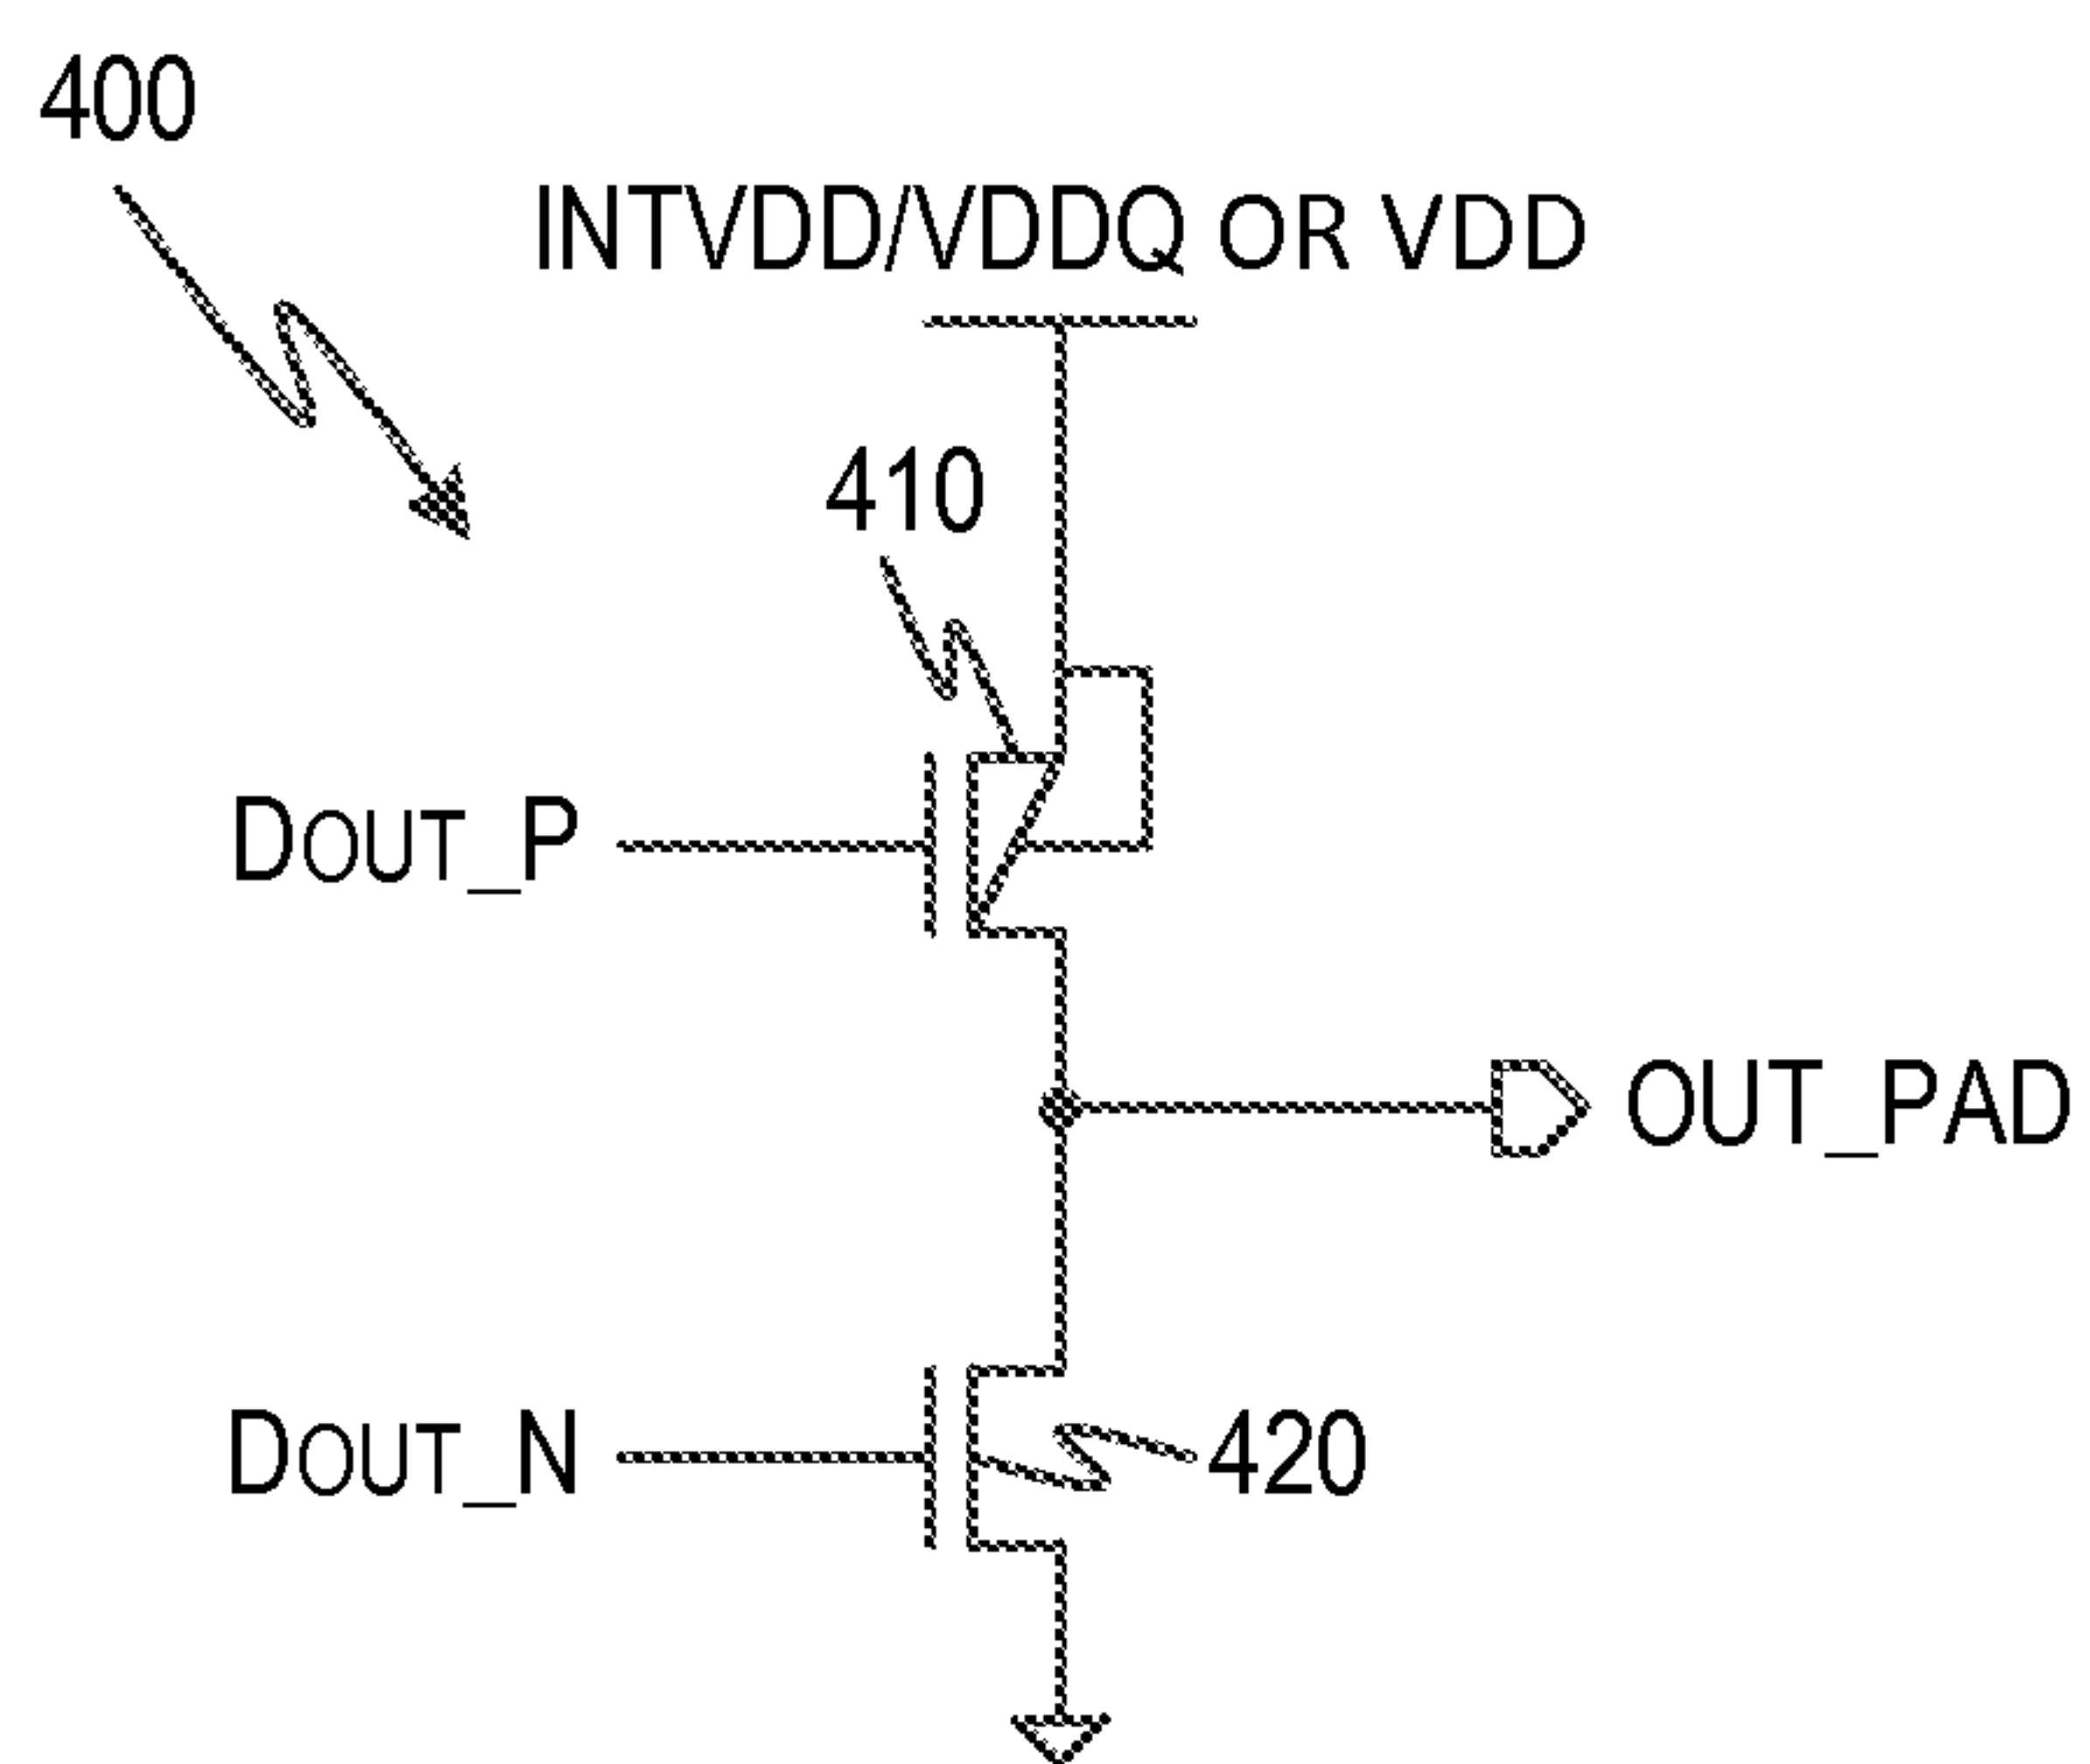 400
INTVDD/VDDQ OR VDD
410
DOUT_P
OUT_PAD
DOUT_N
420